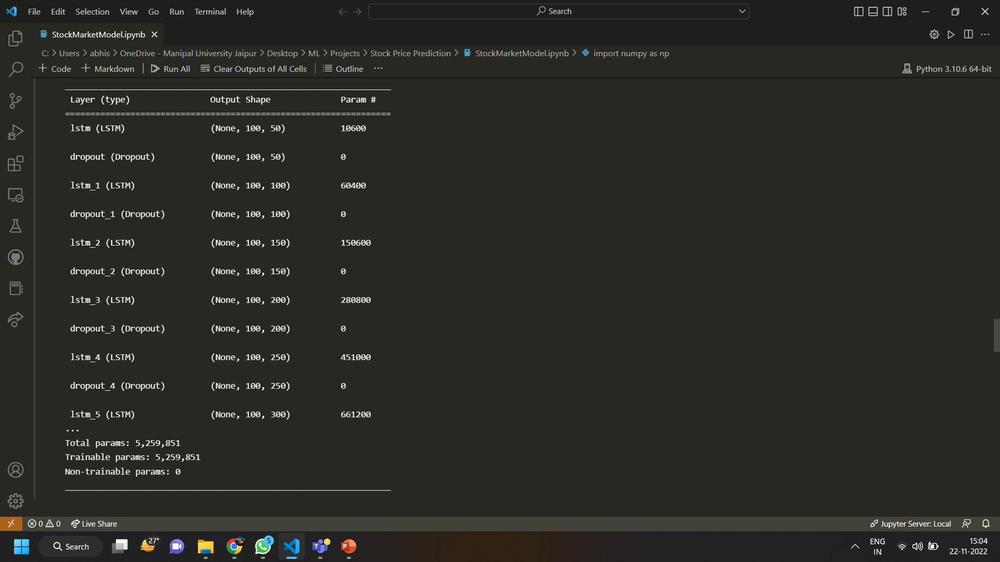 File Edit Selection View Go Run Terminal Help Search
StockMarketModel.ipynb
C: > Users > abhis > OneDrive - Manipal University Jaipur > Desktop > ML > Projects > Stock Price Prediction > StockMarketModel.ipynb > import numpy as np
+ Code + Markdown | Run All Clear Outputs of All Cells | Outline ... Python 3.10.6 64-bit
Layer (type) Output Shape Param #
=================================================================
lstm (LSTM) (None, 100, 50) 10600
dropout (Dropout) (None, 100, 50) 0
lstm_1 (LSTM) (None, 100, 100) 60400
dropout_1 (Dropout) (None, 100, 100) 0
lstm_2 (LSTM) (None, 100, 150) 150600
dropout_2 (Dropout) (None, 100, 150) 0
lstm_3 (LSTM) (None, 100, 200) 280800
dropout_3 (Dropout) (None, 100, 200) 0
lstm_4 (LSTM) (None, 100, 250) 451000
dropout_4 (Dropout) (None, 100, 250) 0
lstm_5 (LSTM) (None, 100, 300) 661200
...
Total params: 5,259,851
Trainable params: 5,259,851
Non-trainable params: 0
0 0 Live Share Jupyter Server: Local
Search 27° 5 ENG 15:04
IN 22-11-2022